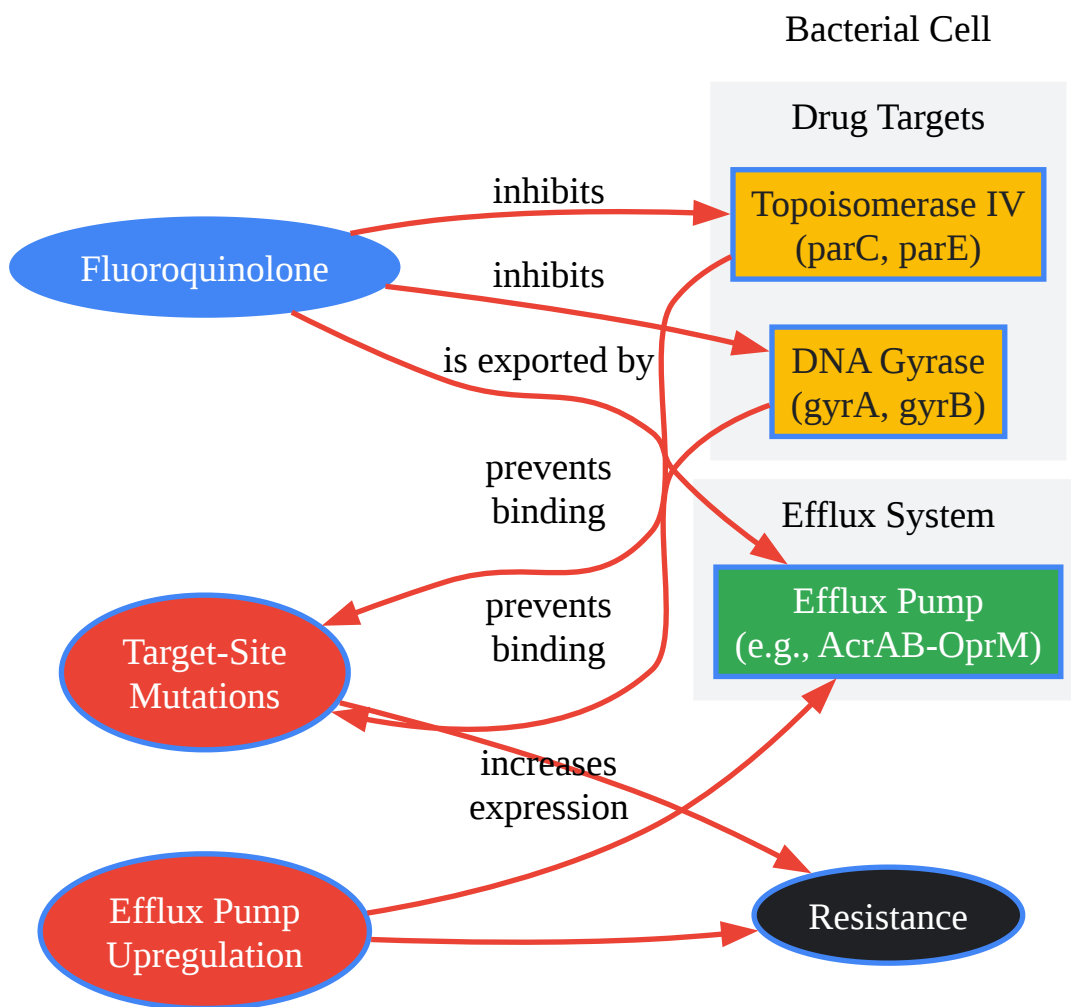 Bacterial Cell
Drug Targets
inhibits
Topoisomerase IV
(parC, parE)
Fluoroquinolone
inhibits
is exported by
DNA Gyrase
(gyrA, gyrB)
prevents
binding
Efflux System
Efflux Pump
(e.g., AcrAB-OprM)
prevents
binding
Target-Site
Mutations
increases
expression
Efflux Pump
Upregulation
Resistance